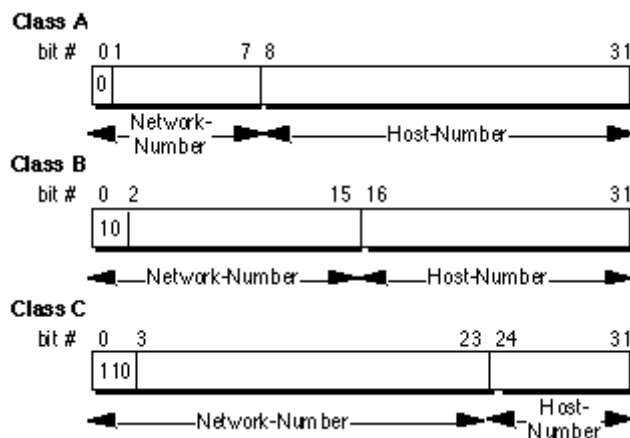 Class A
bit # 0 1 7 8 31
0
Network-Number Host-Number
Class B
bit # 0 2 15 16 31
10
Network-Number Host-Number
Class C
bit # 0 3 23 24 31
110
Network-Number Host-Number